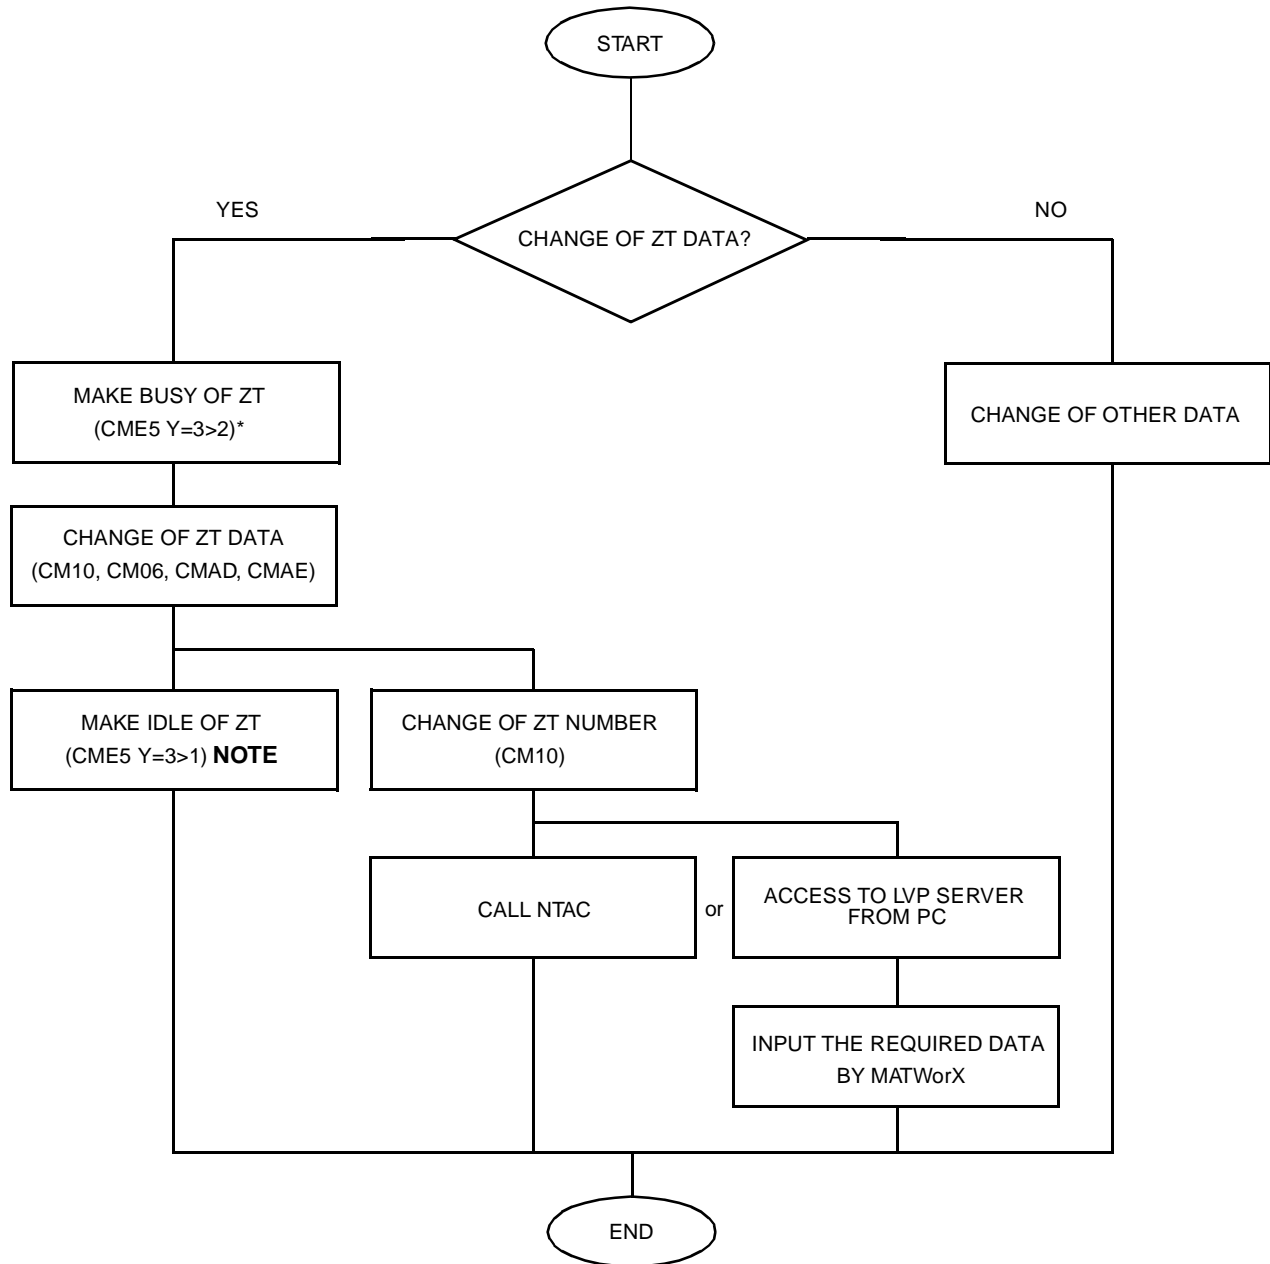 START
YES
NO
CHANGE OF ZT DATA?
MAKE BUSY OF ZT
(CME5 Y=3>2)*
CHANGE OF OTHER DATA
CHANGE OF ZT DATA
(CM10, CM06, CMAD, CMAE)
MAKE IDLE OF ZT
(CME5 Y=3>1) NOTE
CHANGE OF ZT NUMBER
(CM10)
CALL NTAC
or
ACCESS TO LVP SERVER
FROM PC
INPUT THE REQUIRED DATA
BY MATWorX
END